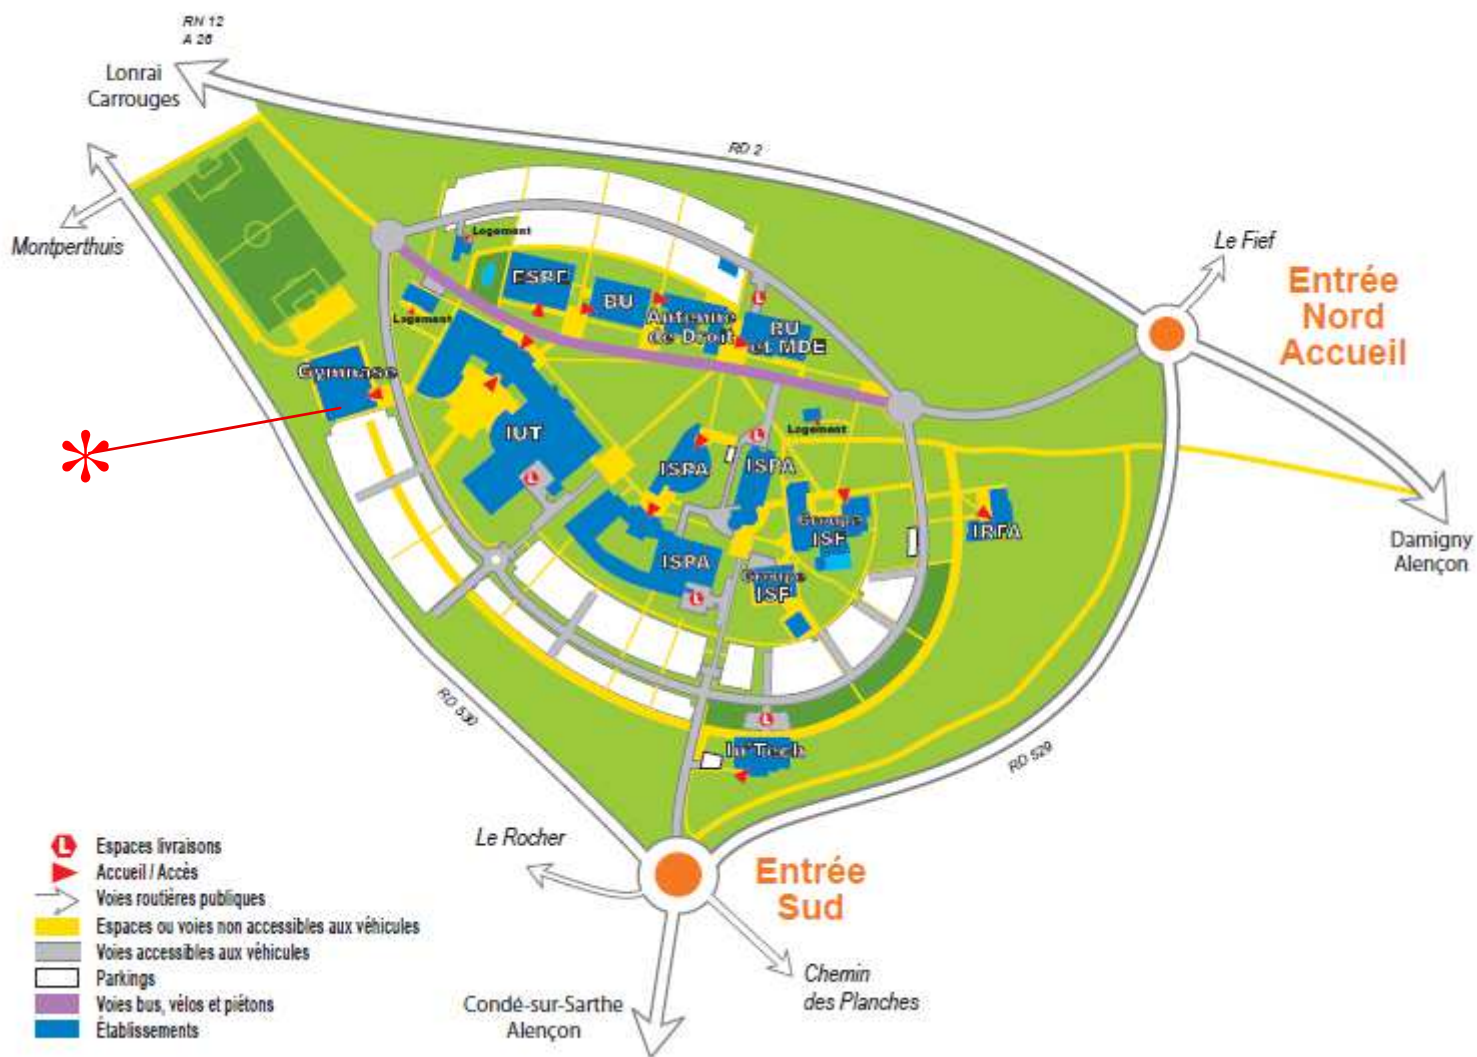 RN 12
A 28
Lonrai
Carrouges
RD 2
Montperthuis
Le Fief
Entrée
Nord
Accueil
Logement
ESPE
BU
Antenne
de Droit
RU
et MDE
Logement
Gymnase
IUT
Logement
ISPA
ISPA
Groupe
ISF
IRFA
ISPA
Groupe
ISF
Damigny
Alençon
RD 530
In'Tech
RD 529
Le Rocher
Entrée
Sud
Chemin
des Planches
Condé-sur-Sarthe
Alençon
L Espaces livraisons
Accueil / Accès
Voies routières publiques
Espaces ou voies non accessibles aux véhicules
Voies accessibles aux véhicules
Parkings
Voies bus, vélos et piétons
Établissements
L
L
L
L
L